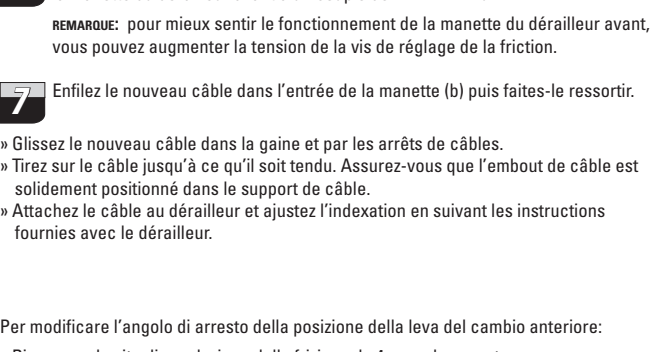 REMARQUE: pour mieux sentir le fonctionnement de la manette du dérailleur avant,
vous pouvez augmenter la tension de la vis de réglage de la friction.
7 Enfilez le nouveau câble dans l'entrée de la manette (b) puis faites-le ressortir.
» Glissez le nouveau câble dans la gaine et par les arrêts de câbles.
» Tirez sur le câble jusqu'à ce qu'il soit tendu. Assurez-vous que l'embout de câble est
solidement positionné dans le support de câble.
» Attachez le câble au dérailleur et ajustez l'indexation en suivant les instructions
fournies avec le dérailleur.
Per modificare l'angolo di arresto della posizione della leva del cambio anteriore: